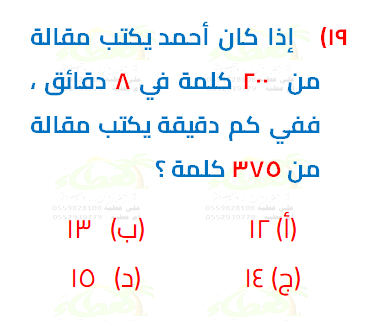 ١٩) إذا كان أحمد يكتب مقالة
من ٢٠٠ كلمة في ٨ دقائق ،
ففي كم دقيقة يكتب مقالة
من ٣٧٥ كلمة ؟
(أ) ١٢ (ب) ١٣
(ج) ١٤ (د) ١٥